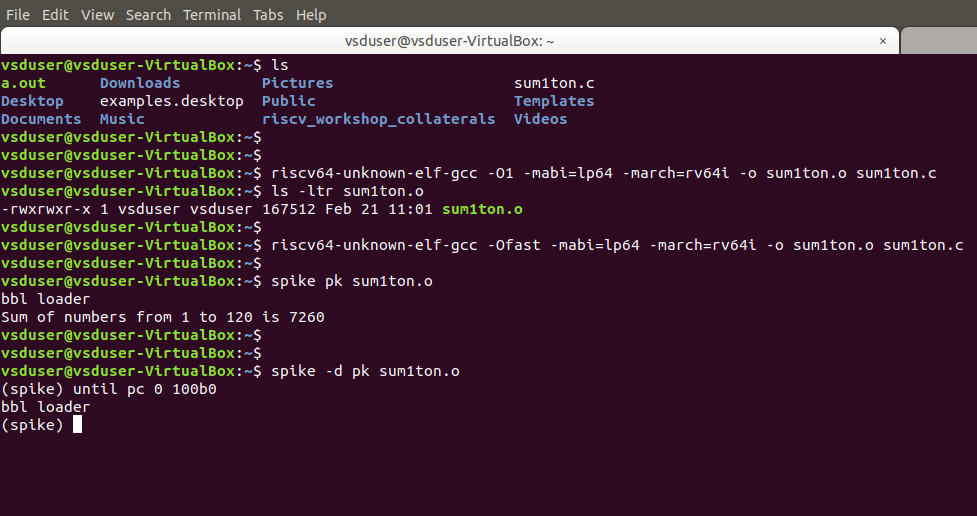 File Edit View Search Terminal Tabs Help
vsduser@vsduser-VirtualBox: ~ ×
vsduser@vsduser-VirtualBox:~$ ls
a.out Downloads Pictures sum1ton.c
Desktop examples.desktop Public Templates
Documents Music riscv_workshop_collaterals Videos
vsduser@vsduser-VirtualBox:~$
vsduser@vsduser-VirtualBox:~$
vsduser@vsduser-VirtualBox:~$ riscv64-unknown-elf-gcc -O1 -mabi=lp64 -march=rv64i -o sum1ton.o sum1ton.c
vsduser@vsduser-VirtualBox:~$ ls -ltr sum1ton.o
-rwxrwxr-x 1 vsduser vsduser 167512 Feb 21 11:01 sum1ton.o
vsduser@vsduser-VirtualBox:~$
vsduser@vsduser-VirtualBox:~$ riscv64-unknown-elf-gcc -Ofast -mabi=lp64 -march=rv64i -o sum1ton.o sum1ton.c
vsduser@vsduser-VirtualBox:~$
vsduser@vsduser-VirtualBox:~$ spike pk sum1ton.o
bbl loader
Sum of numbers from 1 to 120 is 7260
vsduser@vsduser-VirtualBox:~$
vsduser@vsduser-VirtualBox:~$
vsduser@vsduser-VirtualBox:~$ spike -d pk sum1ton.o
(spike) until pc 0 100b0
bbl loader
(spike)